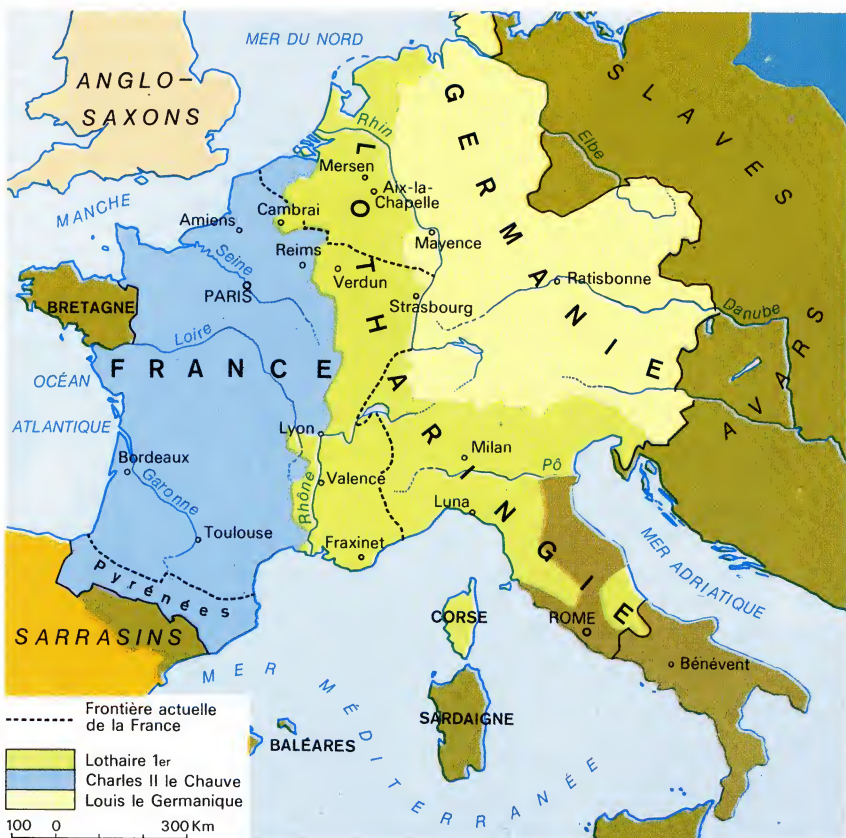 MER DU NORD
ANGLO-
SAXONS
SLAVES
GERMANIE
Rhin
Elbe
LOTHARINGIE
Mersen
Aix-la-
Chapelle
MANCHE
Amiens
Cambrai
Mayence
Seine
Reims
Verdun
Ratisbonne
PARIS
Strasbourg
BRETAGNE
Danube
Loire
AVARS
FRANCE
OCÉAN
ATLANTIQUE
Lyon
Milan
Bordeaux
Pô
Garonne
Valence
Rhône
Luna
Toulouse
Fraxinet
MER ADRIATIQUE
Pyrénées
CORSE
ROME
SARRASINS
Bénévent
MER MÉDITERRANÉE
SARDAIGNE
BALÉARES
Frontière actuelle
de la France
Lothaire 1er
Charles II le Chauve
Louis le Germanique
100 0 300 Km